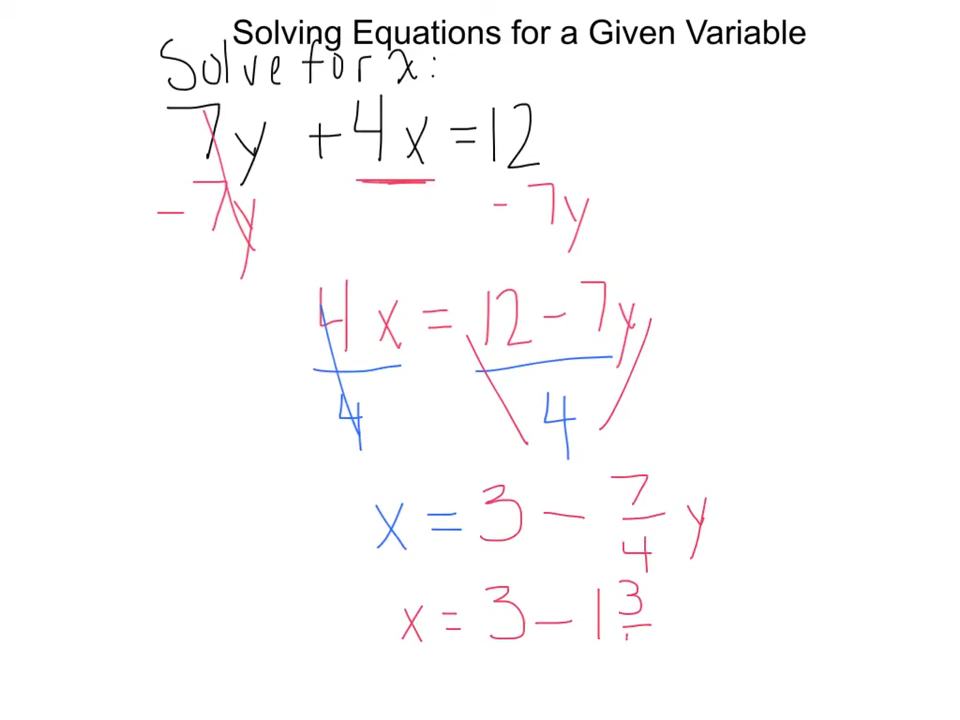 Solving Equations for a Given Variable
Solve for x:
7y + 4x = 12
- 7y - 7y
4x = 12 - 7y
4 4
x = 3 - 7/4 y
x = 3 - 1 3